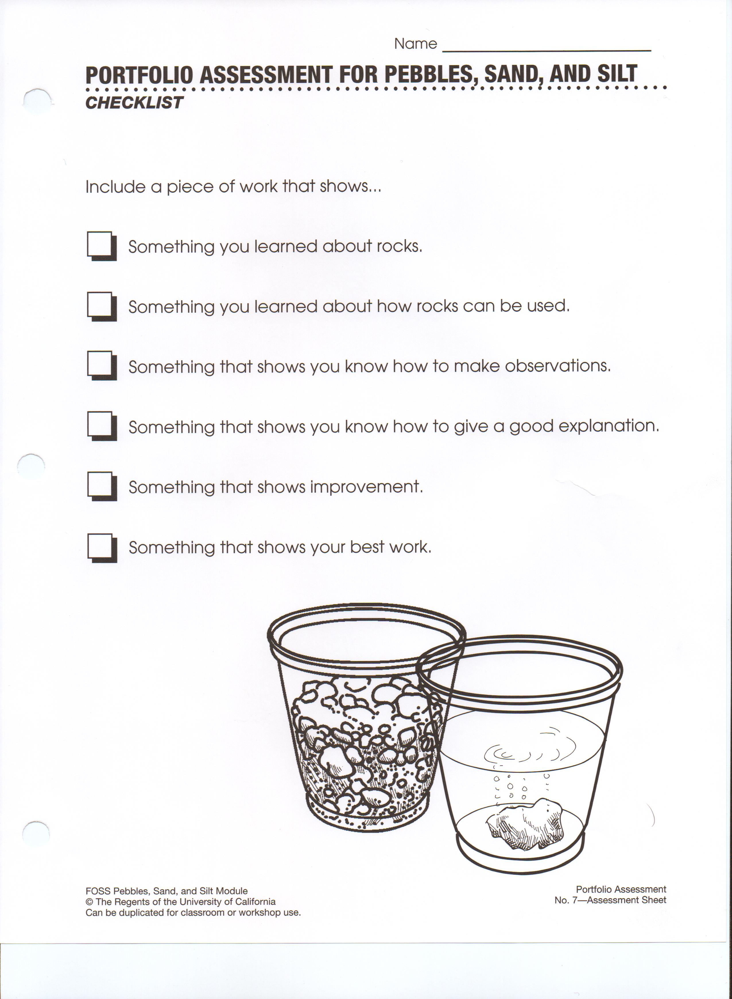 Name
PORTFOLIO ASSESSMENT FOR PEBBLES, SAND, AND SILT
CHECKLIST
Include a piece of work that shows...
Something you learned about rocks.
Something you learned about how rocks can be used.
Something that shows you know how to make observations.
Something that shows you know how to give a good explanation.
Something that shows improvement.
Something that shows your best work.
FOSS Pebbles, Sand, and Silt Module
© The Regents of the University of California
Can be duplicated for classroom or workshop use.
Portfolio Assessment
No. 7—Assessment Sheet